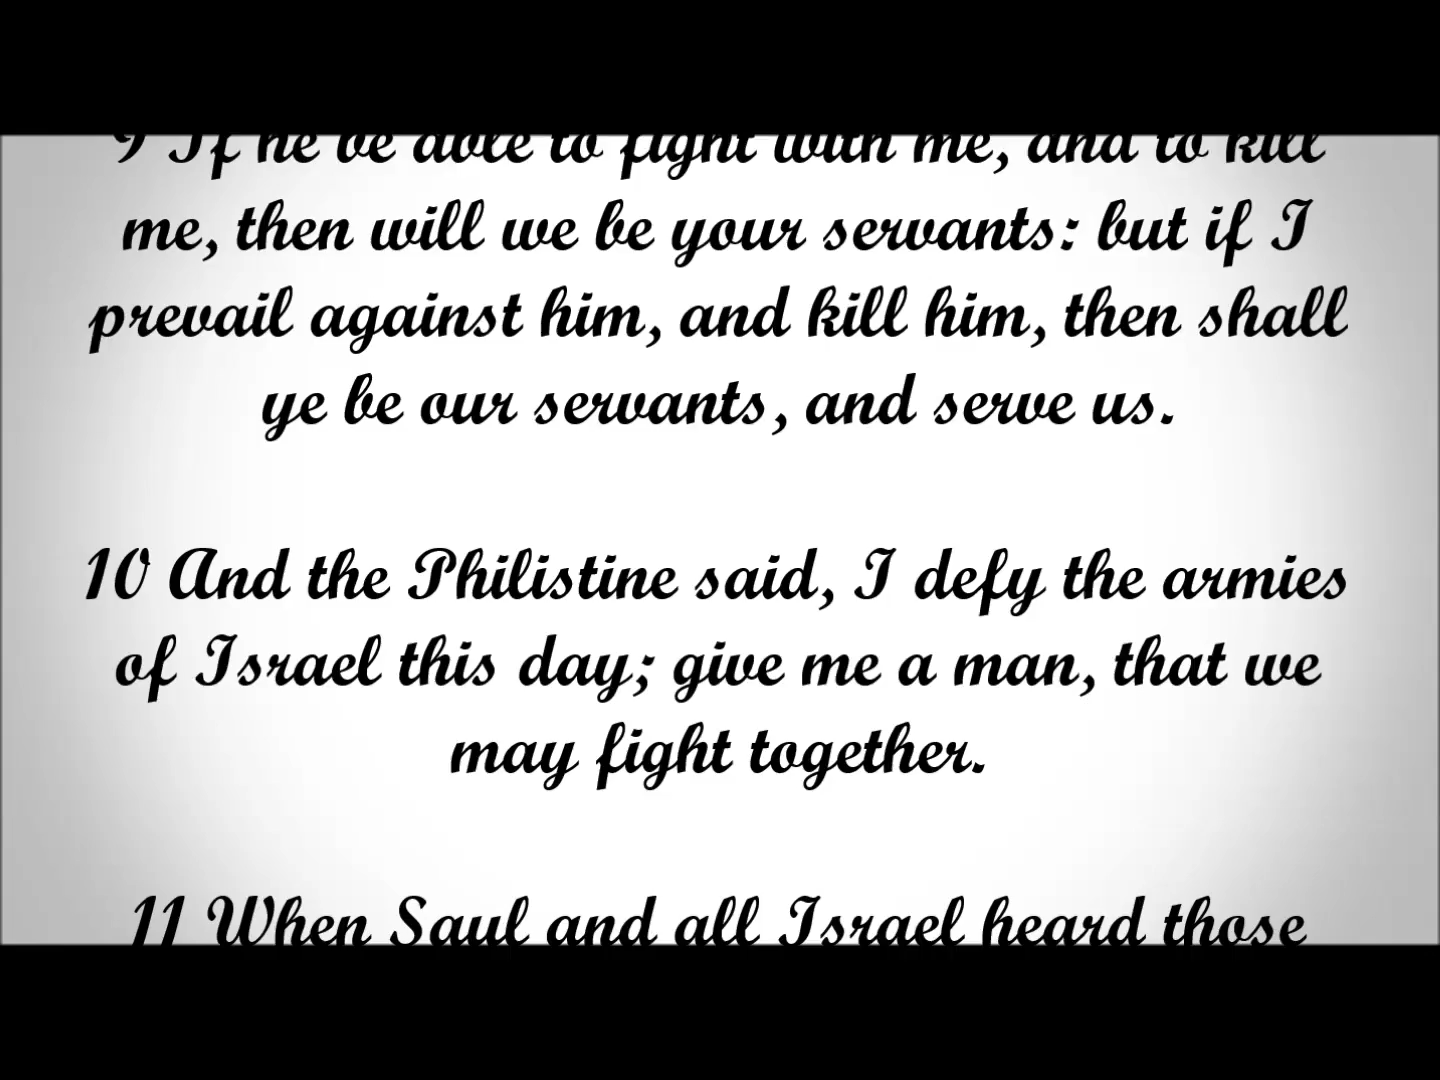 9 If he be able to fight with me, and to kill
me, then will we be your servants: but if I
prevail against him, and kill him, then shall
ye be our servants, and serve us.
10 And the Philistine said, I defy the armies
of Israel this day; give me a man, that we
may fight together.
11 When Saul and all Israel heard those